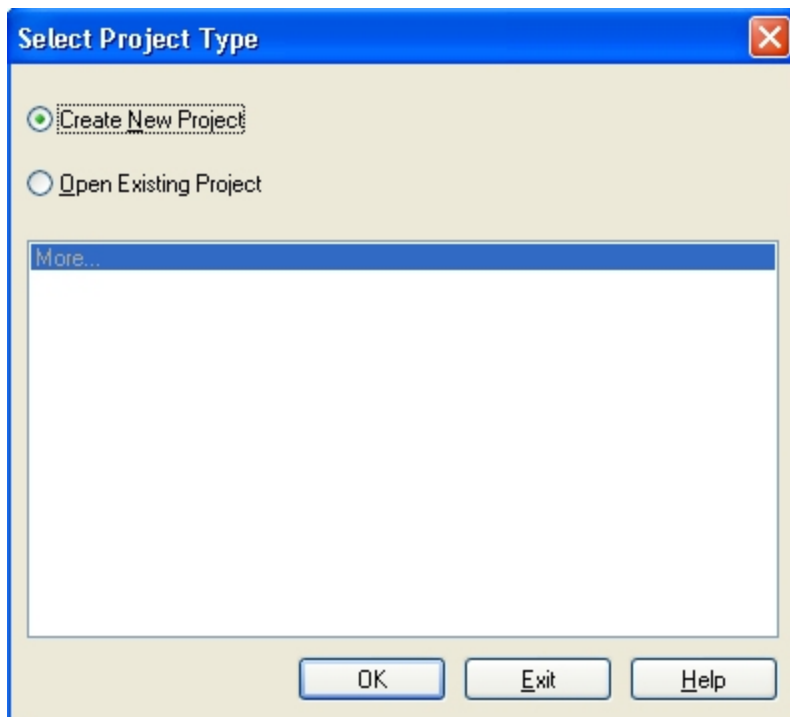 Select Project Type
Create New Project
Open Existing Project
More...
OK Exit Help